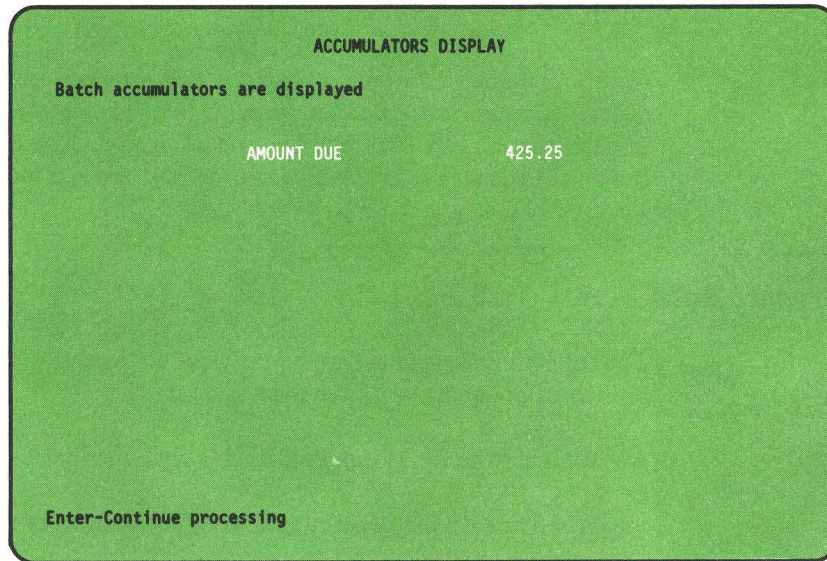 ACCUMULATORS DISPLAY
Batch accumulators are displayed
AMOUNT DUE 425.25
Enter-Continue processing